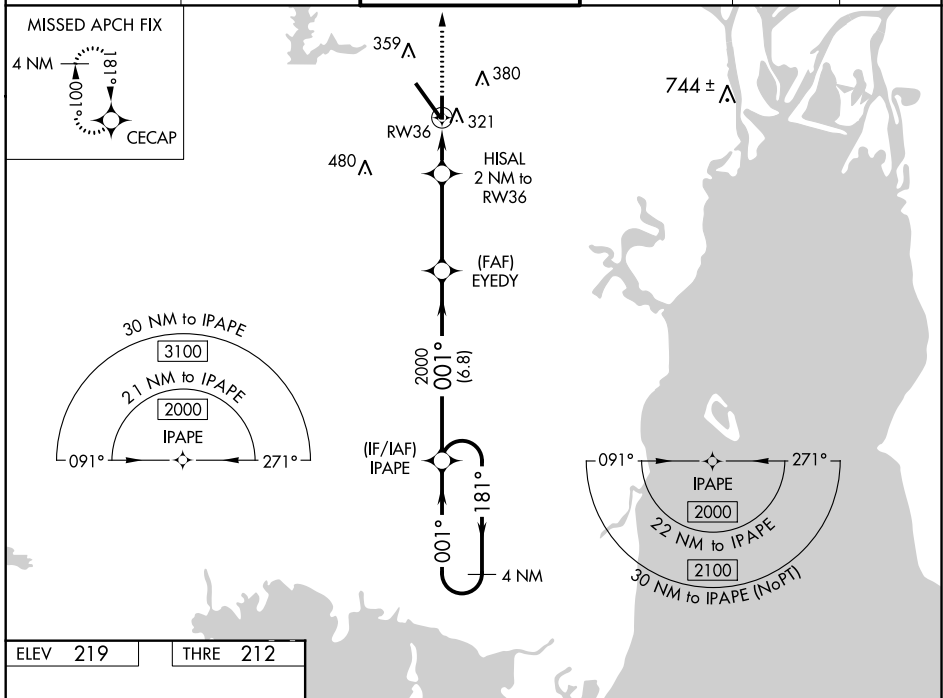 MISSED APCH FIX
4 NM
181°
001°
CECAP
359
380
744 ±
RW36
321
480
HISAL
2 NM to
RW36
(FAF)
EYEDY
30 NM to IPAPE
3100
21 NM to IPAPE
2000
IPAPE
091°
271°
2000
001°
(6.8)
(IF/IAF)
IPAPE
181°
001°
4 NM
091°
271°
IPAPE
2000
22 NM to IPAPE
2100
30 NM to IPAPE (NoPT)
ELEV 219
THRE 212